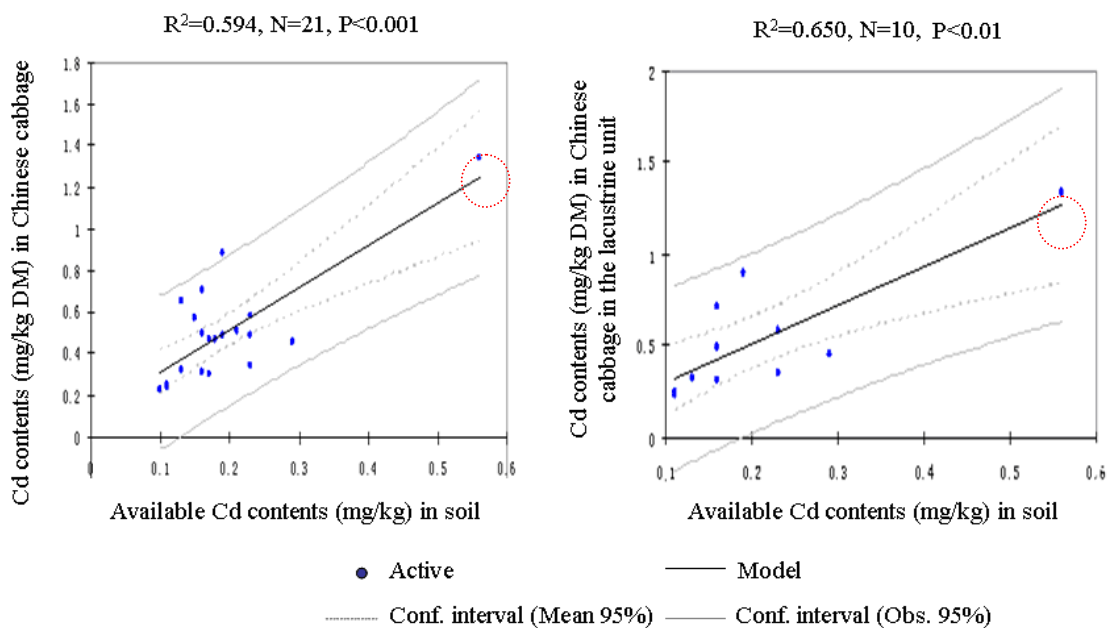 R²=0.594, N=21, P<0.001
Cd contents (mg/kg DM) in Chinese cabbage
1.8
1.6
1.4
1.2
1
0.8
0.6
0.4
0.2
0
0 0.1 0.2 0.3 0.4 0.5 0.6
Available Cd contents (mg/kg) in soil
R²=0.650, N=10, P<0.01
Cd contents (mg/kg DM) in Chinese
cabbage in the lacustrine unit
2
1.5
1
0.5
0
0.1 0.2 0.3 0.4 0.5 0.6
Available Cd contents (mg/kg) in soil
Active
Model
Conf. interval (Mean 95%)
Conf. interval (Obs. 95%)